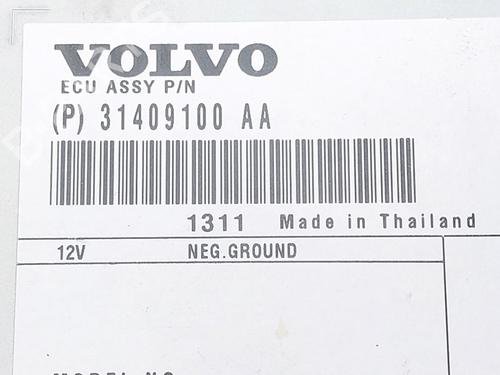 VOLVO
ECU ASSY P/N
(P) 31409100 AA
1311 Made in Thailand
12V NEG.GROUND